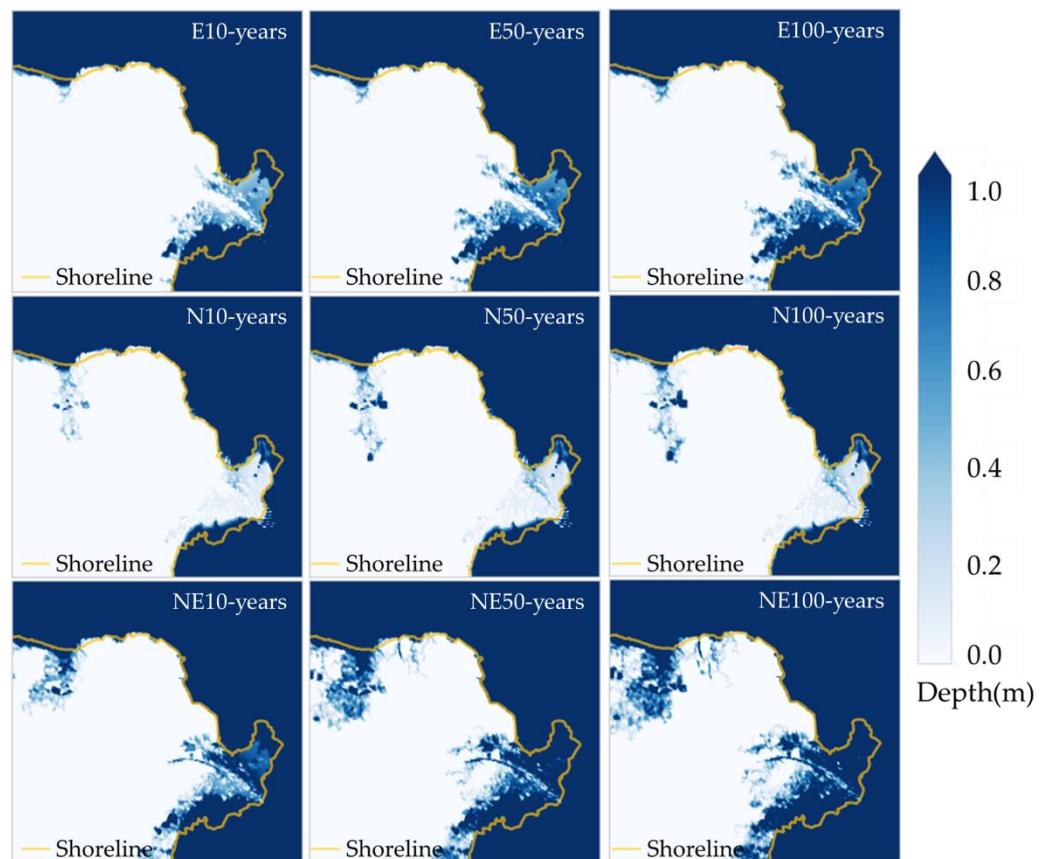 E10-years
E50-years
E100-years
Shoreline
Shoreline
Shoreline
N10-years
N50-years
N100-years
Shoreline
Shoreline
Shoreline
NE10-years
NE50-years
NE100-years
Shoreline
Shoreline
Shoreline
1.0
0.8
0.6
0.4
0.2
0.0
Depth(m)